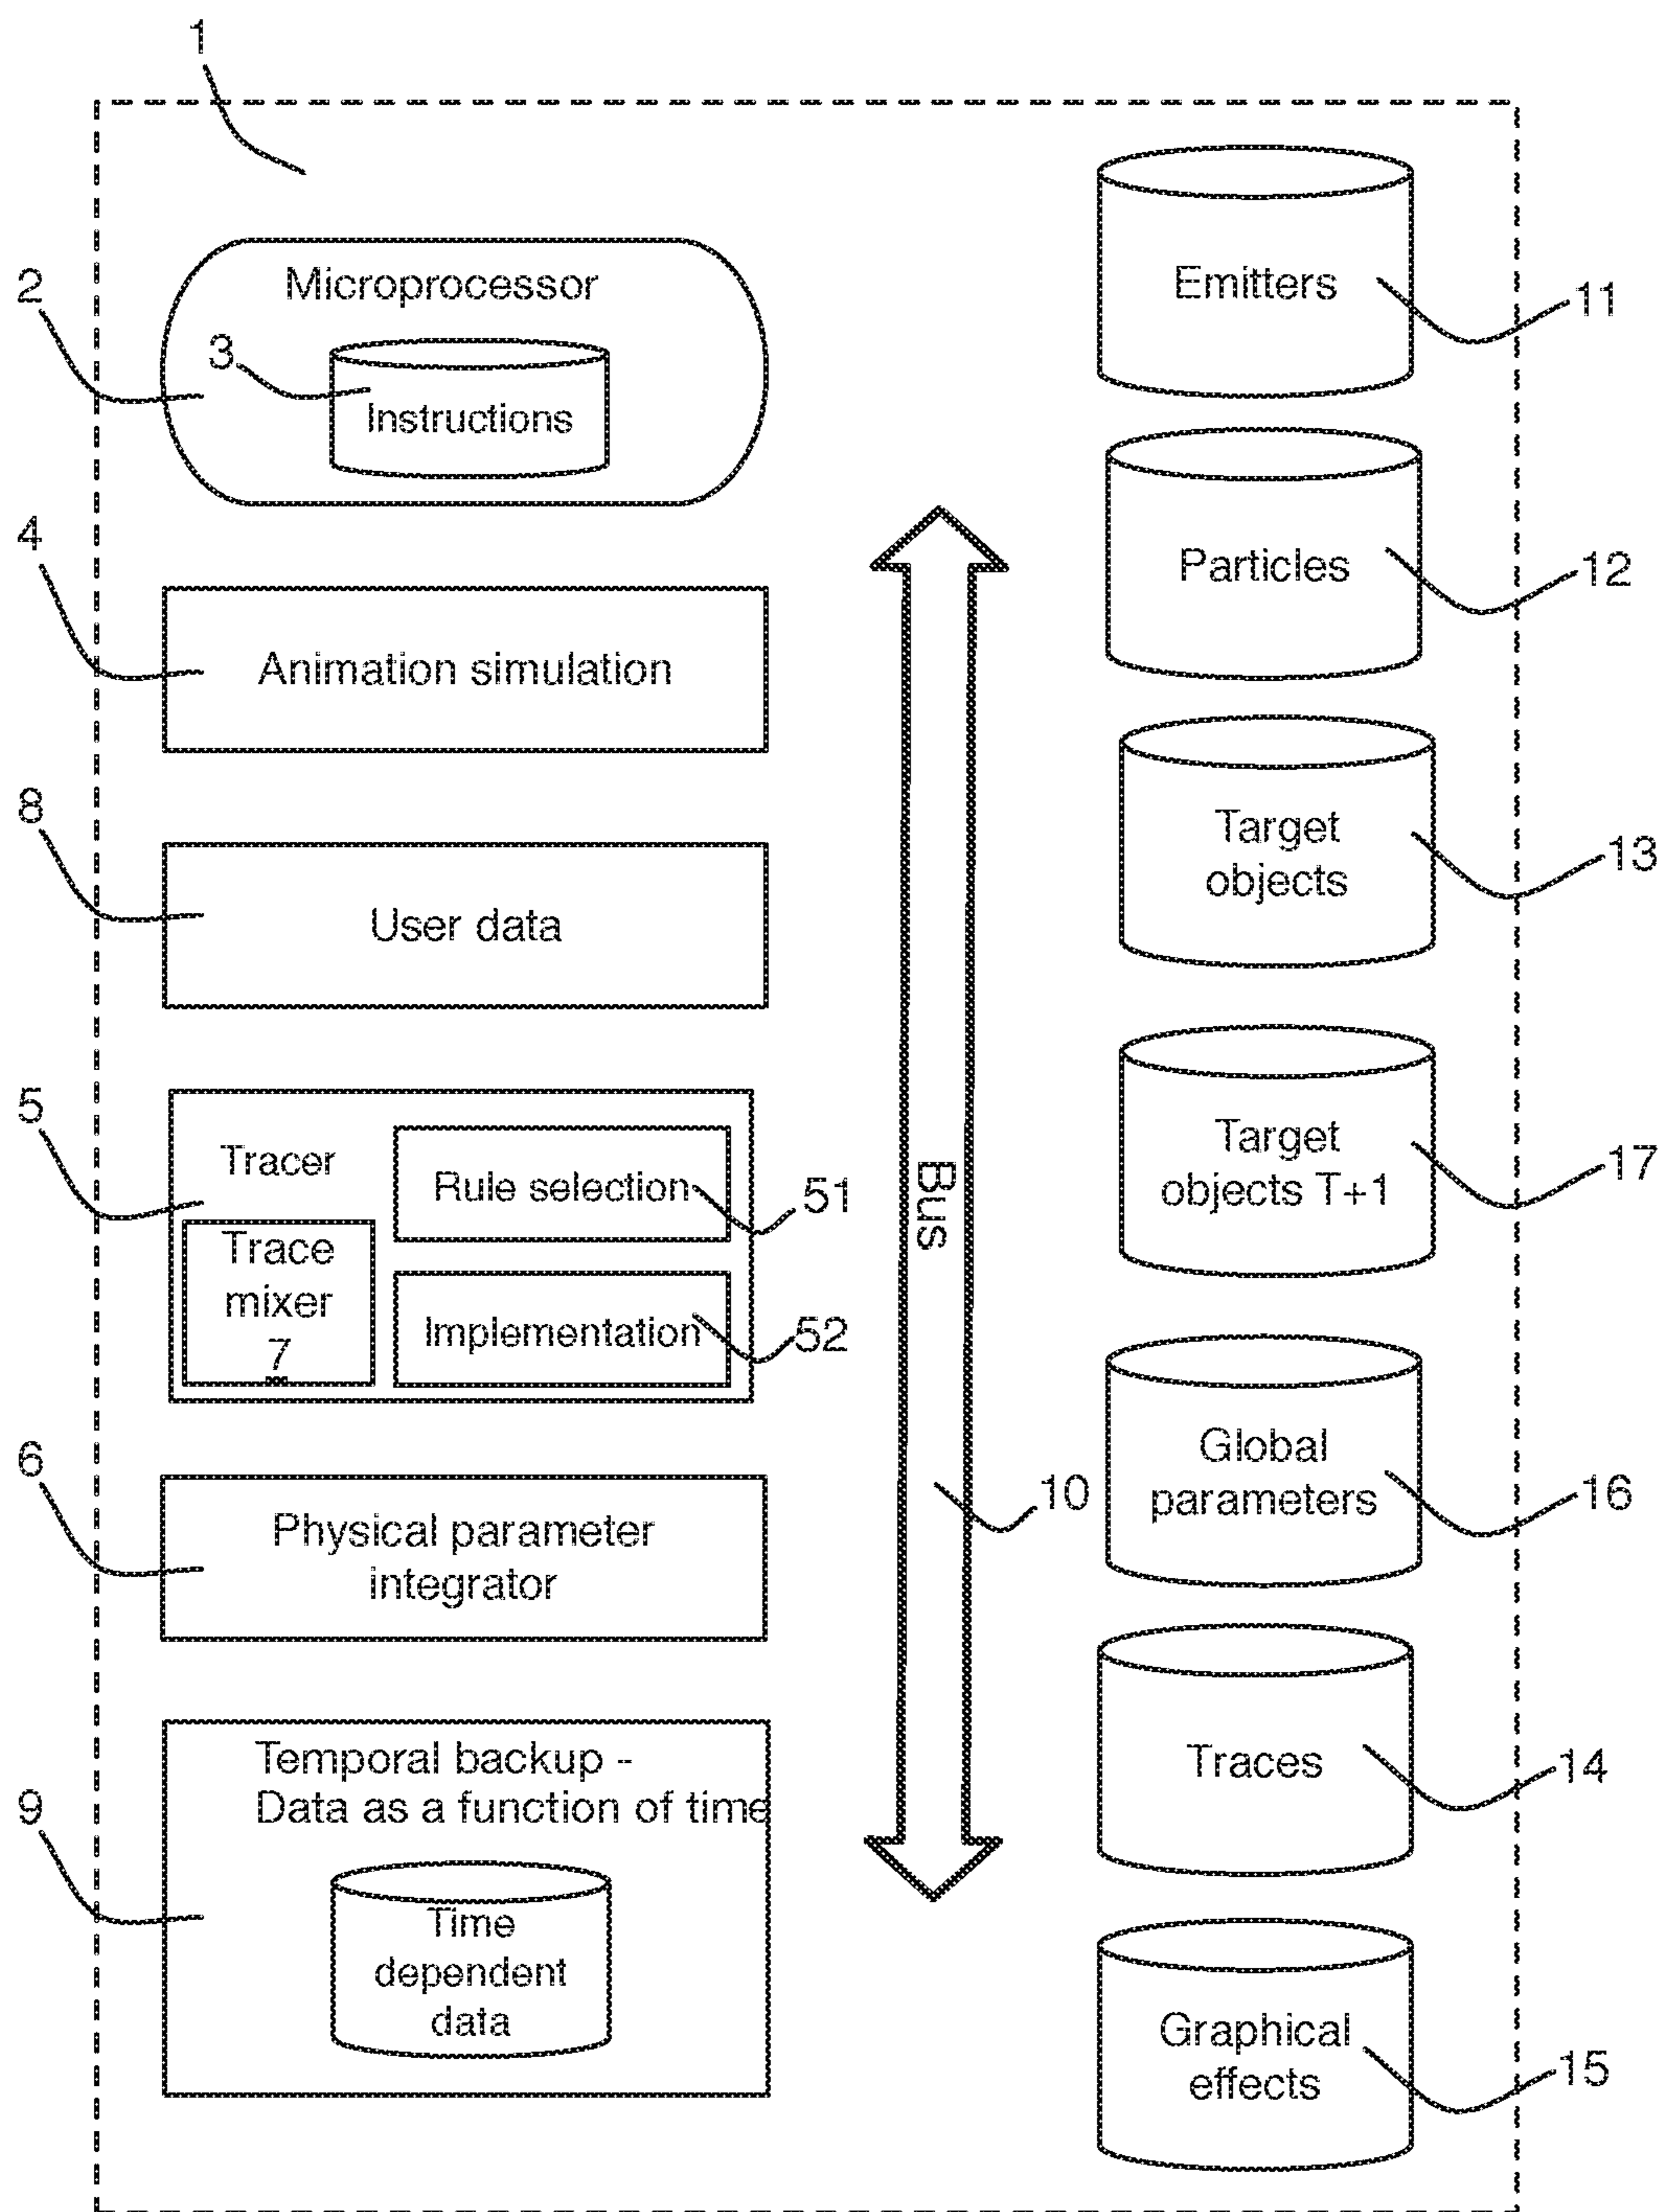 1
2
Microprocessor
3
Instructions
4
Animation simulation
8
User data
5
Tracer
Rule selection
51
Trace
mixer
7
Implementation
52
6
Physical parameter
integrator
9
Temporal backup -
Data as a function of time
Time
dependent
data
Bus
10
Emitters
11
Particles
12
Target
objects
13
Target
objects T+1
17
Global
parameters
16
Traces
14
Graphical
effects
15